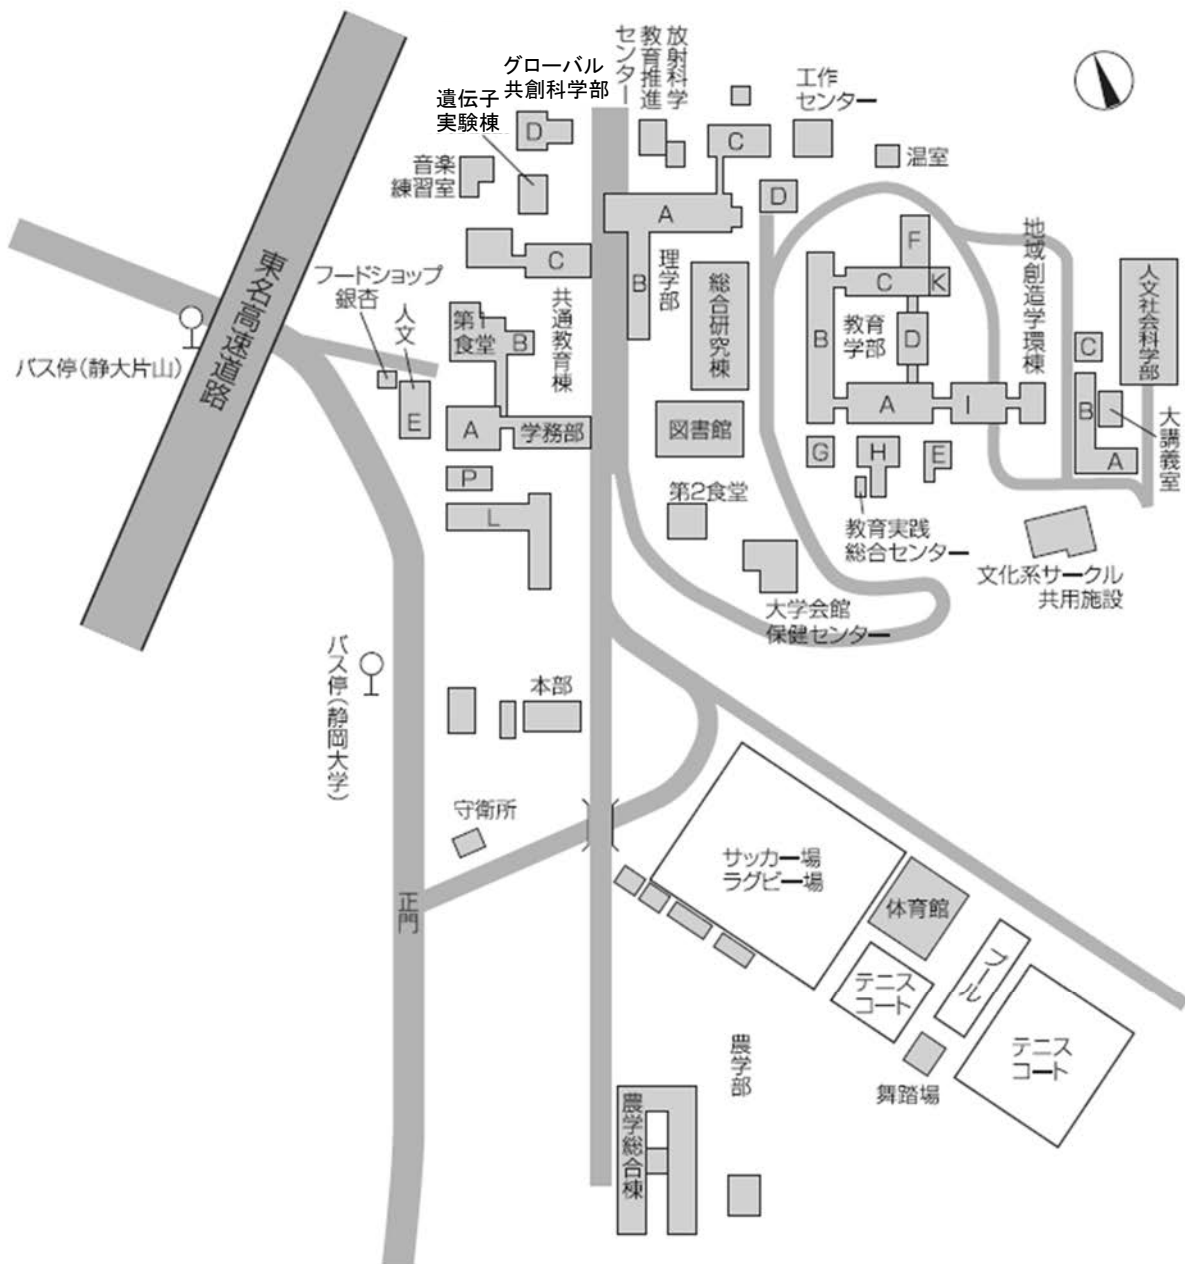 グローバル
共創科学部
遺伝子
実験棟
D
音楽
練習室
放射科学
教育推進
センター
工作
センター
C
温室
D
A
B
理学部
C
共通教育棟
総合研究棟
F
C
K
B
教育
学部
D
A
I
地域創造学環棟
人文社会科学部
C
B
A
大講義室
東名高速道路
バス停(静大片山)
フードショップ
銀杏
人文
E
第1
食堂
B
A
学務部
P
L
図書館
G
H
E
第2食堂
教育実践
総合センター
文化系サークル
共用施設
大学会館
保健センター
バス停(静岡大学)
本部
守衛所
正門
サッカー場
ラグビー場
体育館
プール
テニス
コート
テニス
コート
舞踏場
農学部
農学総合棟